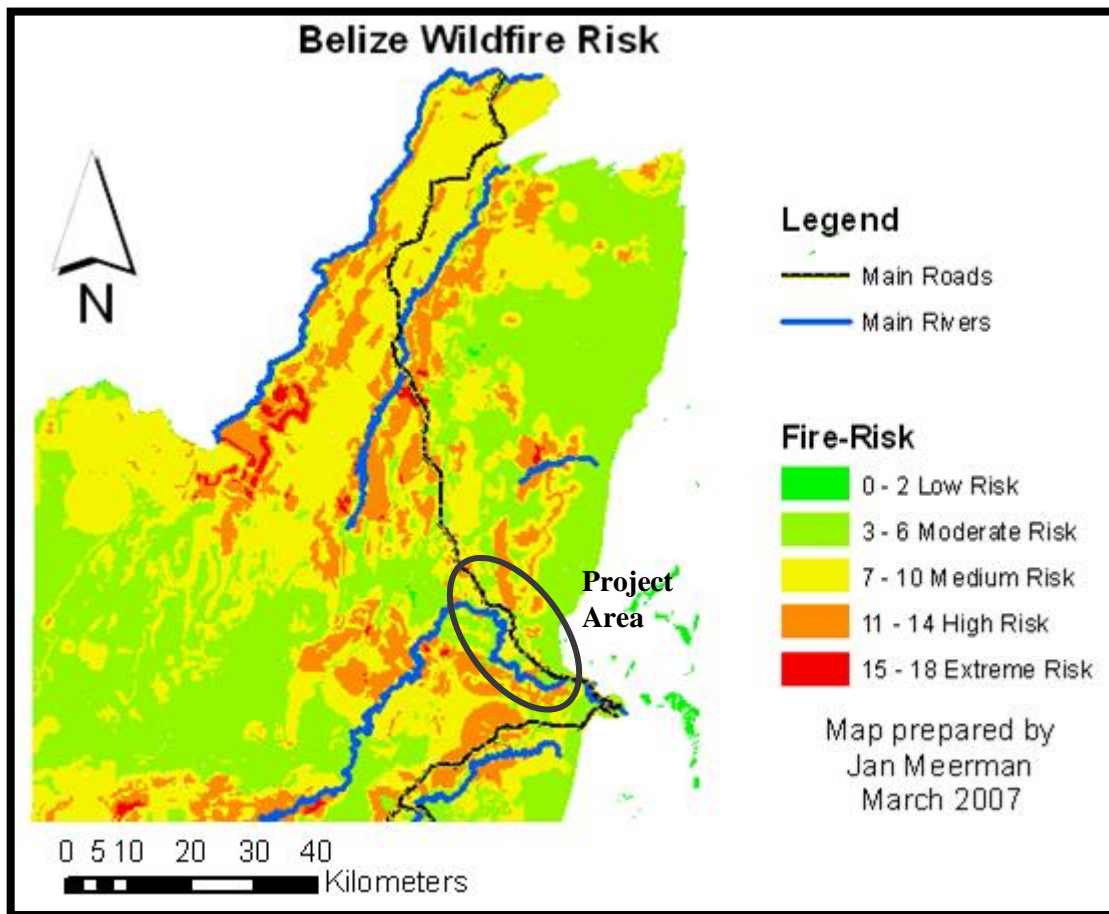 Belize Wildfire Risk
N
Legend
Main Roads
Main Rivers
Project
Area
Fire-Risk
0 - 2 Low Risk
3 - 6 Moderate Risk
7 - 10 Medium Risk
11 - 14 High Risk
15 - 18 Extreme Risk
Map prepared by
Jan Meerman
March 2007
0 5 10 20 30 40
Kilometers